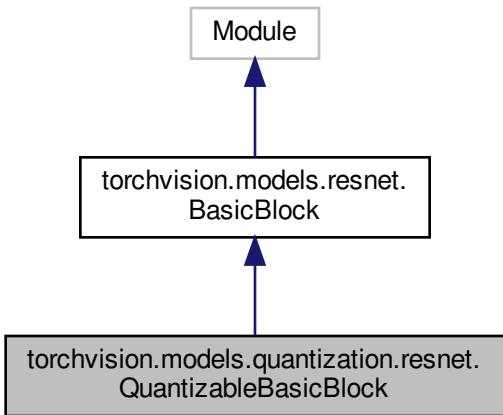 Module
torchvision.models.resnet.
BasicBlock
torchvision.models.quantization.resnet.
QuantizableBasicBlock